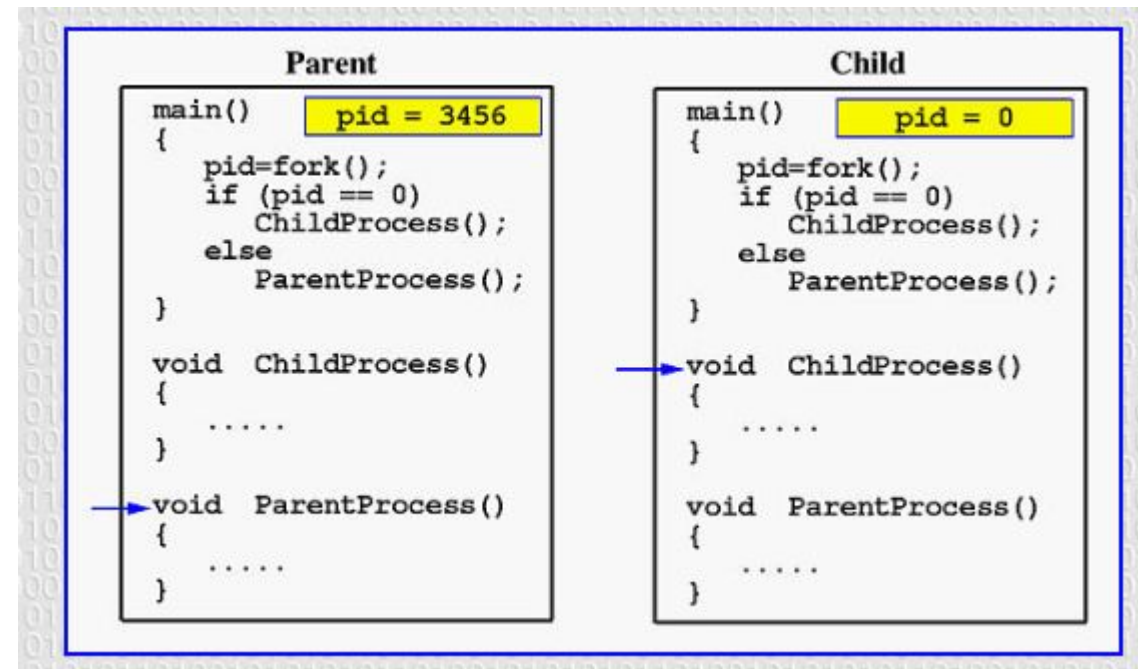 Parent
main()
pid = 3456
{
pid=fork();
if (pid == 0)
ChildProcess();
else
ParentProcess();
}
void ChildProcess()
{
.....
}
void ParentProcess()
{
.....
}
Child
main()
pid = 0
{
pid=fork();
if (pid == 0)
ChildProcess();
else
ParentProcess();
}
void ChildProcess()
{
.....
}
void ParentProcess()
{
.....
}